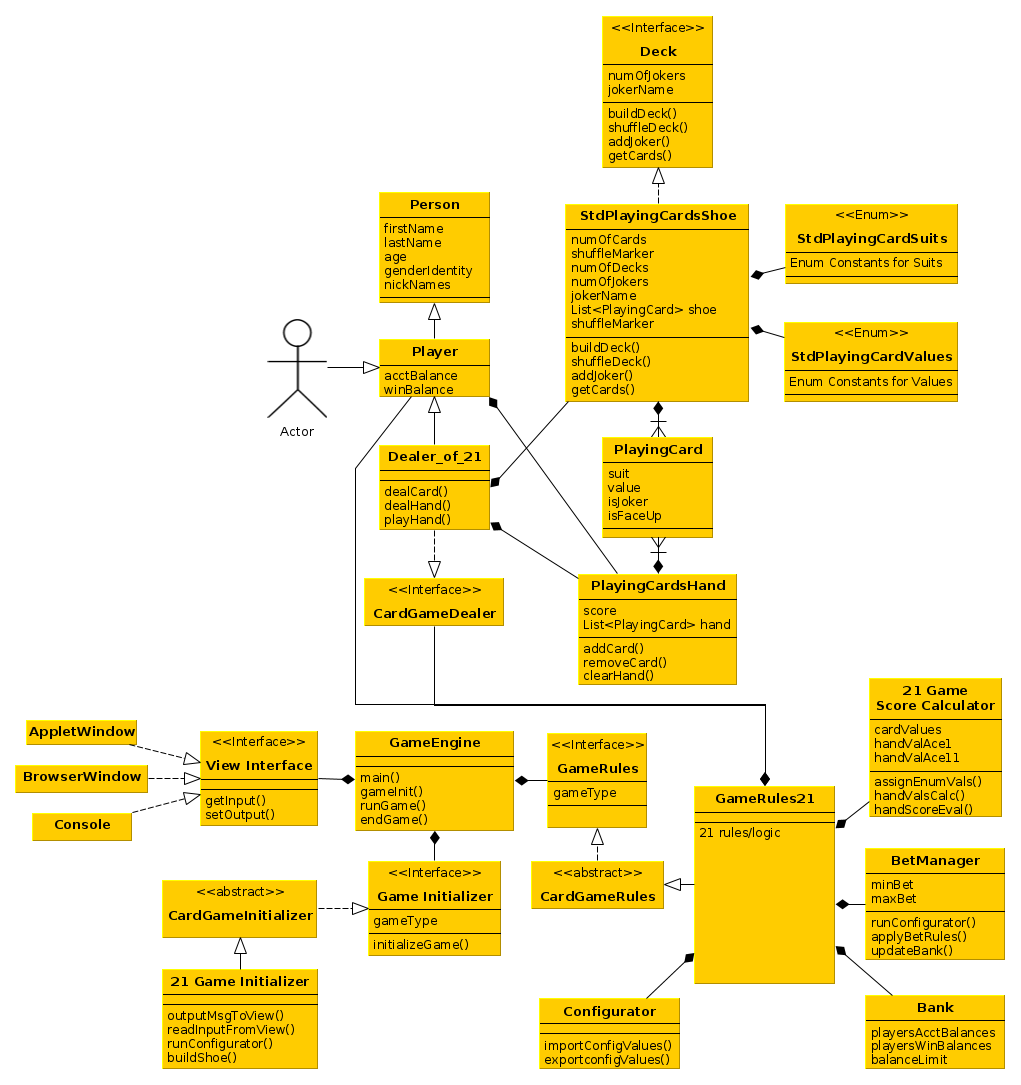 <<Interface>>
Deck
numOfJokers
jokerName
buildDeck()
shuffleDeck()
addJoker()
getCards()
Person
firstName
lastName
age
genderIdentity
nickNames
StdPlayingCardsShoe
numOfCards
shuffleMarker
numOfDecks
numOfJokers
jokerName
List<PlayingCard> shoe
shuffleMarker
buildDeck()
shuffleDeck()
addJoker()
getCards()
<<Enum>>
StdPlayingCardSuits
Enum Constants for Suits
<<Enum>>
StdPlayingCardValues
Enum Constants for Values
Actor
Player
acctBalance
winBalance
Dealer_of_21
dealCard()
dealHand()
playHand()
PlayingCard
suit
value
isJoker
isFaceUp
<<Interface>>
CardGameDealer
PlayingCardsHand
score
List<PlayingCard> hand
addCard()
removeCard()
clearHand()
AppletWindow
BrowserWindow
Console
<<Interface>>
View Interface
getInput()
setOutput()
GameEngine
main()
gameInit()
runGame()
endGame()
<<Interface>>
GameRules
gameType
21 Game
Score Calculator
cardValues
handValAce1
handValAce11
assignEnumVals()
handValsCalc()
handScoreEval()
GameRules21
21 rules/logic
<<abstract>>
CardGameInitializer
<<Interface>>
Game Initializer
gameType
initializeGame()
<<abstract>>
CardGameRules
BetManager
minBet
maxBet
runConfigurator()
applyBetRules()
updateBank()
21 Game Initializer
outputMsgToView()
readInputFromView()
runConfigurator()
buildShoe()
Configurator
importConfigValues()
exportconfigValues()
Bank
playersAcctBalances
playersWinBalances
balanceLimit